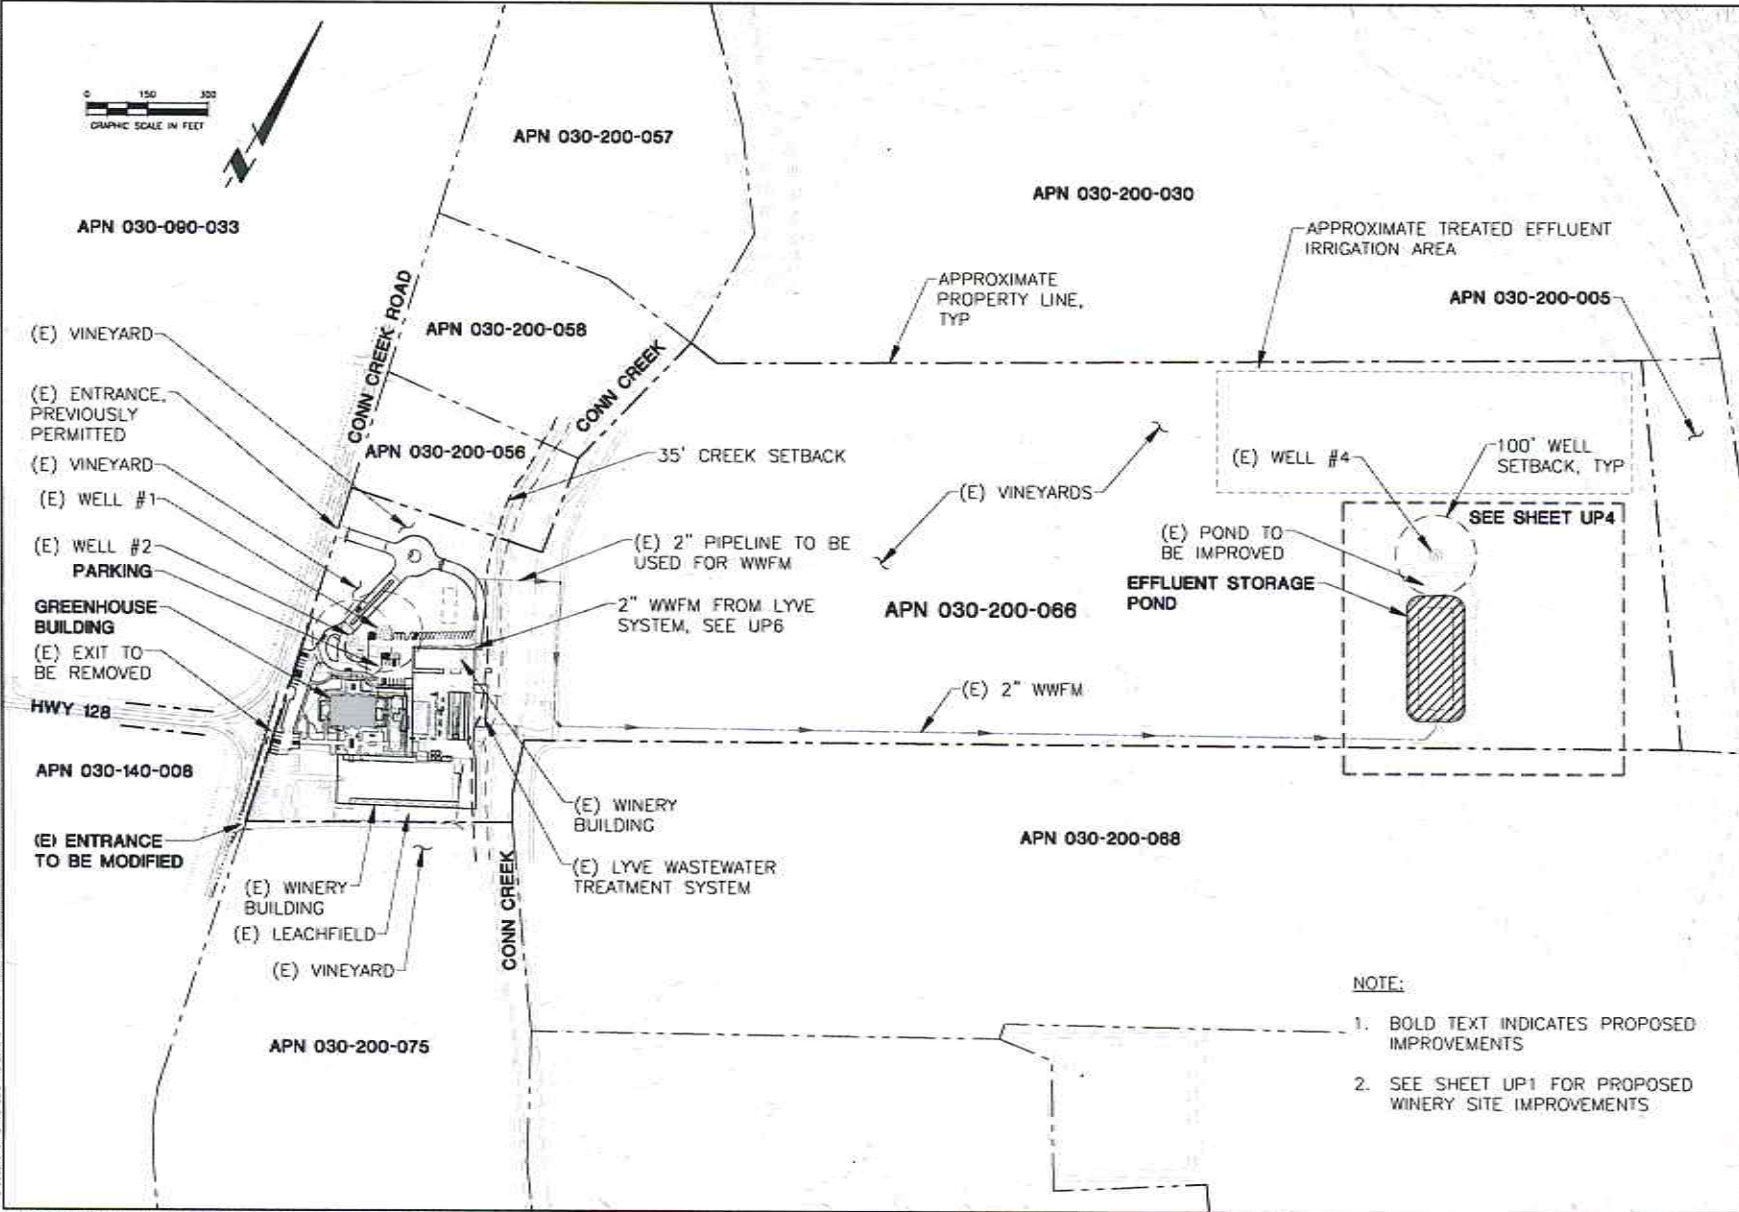 0 150 300
GRAPHIC SCALE IN FEET
APN 030-200-057
APN 030-090-033
APN 030-200-030
APPROXIMATE TREATED EFFLUENT
IRRIGATION AREA
CONN CREEK ROAD
APPROXIMATE
PROPERTY LINE,
TYP
APN 030-200-005
(E) VINEYARD
APN 030-200-058
CONN CREEK
(E) ENTRANCE,
PREVIOUSLY
PERMITTED
APN 030-200-056
35' CREEK SETBACK
(E) WELL #4
100' WELL
SETBACK, TYP
(E) VINEYARD
(E) WELL #1
(E) VINEYARDS
SEE SHEET UP4
(E) WELL #2
PARKING
(E) 2" PIPELINE TO BE
USED FOR WWFM
(E) POND TO
BE IMPROVED
EFFLUENT STORAGE
POND
GREENHOUSE
BUILDING
2" WWFM FROM LYVE
SYSTEM, SEE UP6
APN 030-200-066
(E) EXIT TO
BE REMOVED
(E) 2" WWFM
HWY 128
APN 030-140-008
(E) WINERY
BUILDING
(E) ENTRANCE
TO BE MODIFIED
APN 030-200-068
(E) LYVE WASTEWATER
TREATMENT SYSTEM
(E) WINERY
BUILDING
(E) LEACHFIELD
CONN CREEK
(E) VINEYARD
APN 030-200-075
NOTE:
1. BOLD TEXT INDICATES PROPOSED
IMPROVEMENTS
2. SEE SHEET UP1 FOR PROPOSED
WINERY SITE IMPROVEMENTS